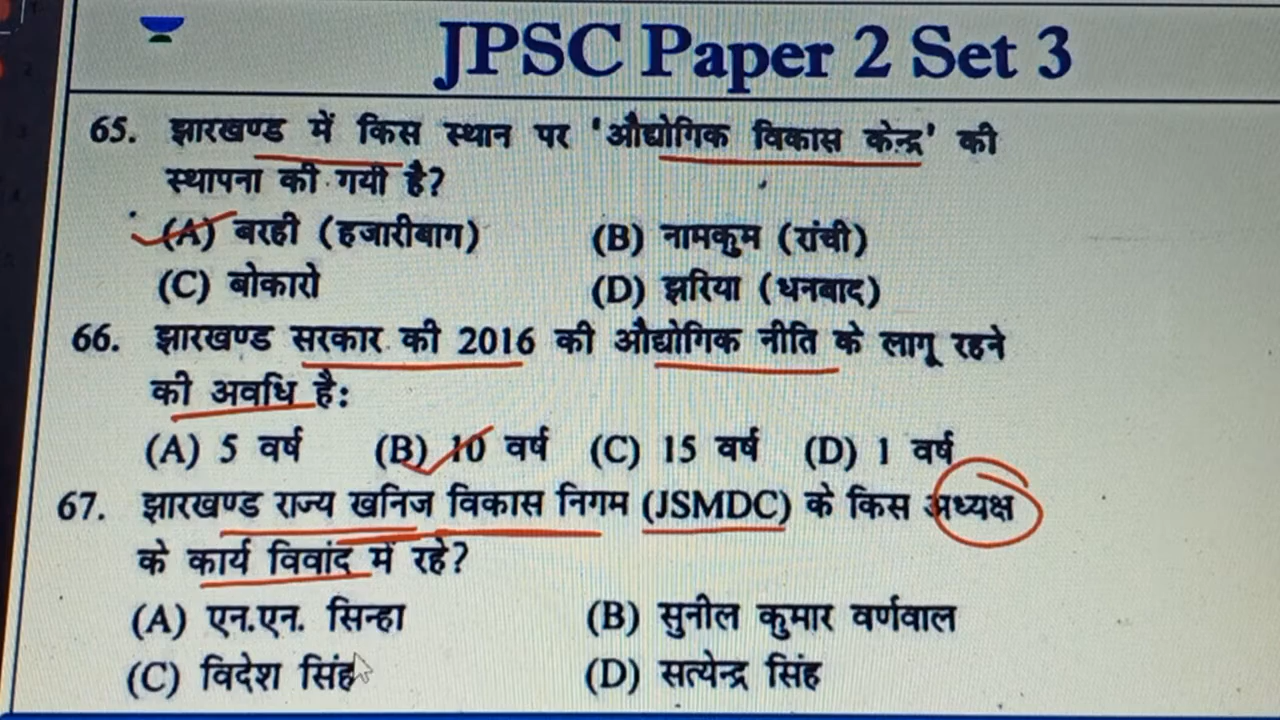 JPSC Paper 2 Set 3
65. झारखण्ड में किस स्थान पर 'औद्योगिक विकास केन्द्र' की
स्थापना की गयी है?
(A) बरही (हजारीबाग) (B) नामकुम (रांची)
(C) बोकारो (D) झरिया (धनबाद)
66. झारखण्ड सरकार की 2016 की औद्योगिक नीति के लागू रहने
की अवधि है:
(A) 5 वर्ष (B) 10 वर्ष (C) 15 वर्ष (D) 1 वर्ष
67. झारखण्ड राज्य खनिज विकास निगम (JSMDC) के किस अध्यक्ष
के कार्य विवांद में रहे?
(A) एन.एन. सिन्हा (B) सुनील कुमार वर्णवाल
(C) विदेश सिंह (D) सत्येन्द्र सिंह